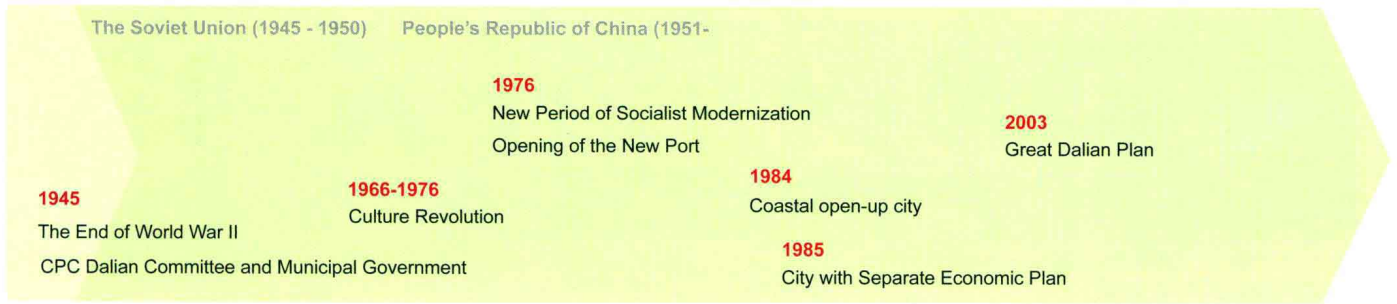 The Soviet Union (1945 - 1950)
People's Republic of China (1951-
1945
The End of World War II
CPC Dalian Committee and Municipal Government
1966-1976
Culture Revolution
1976
New Period of Socialist Modernization
Opening of the New Port
1984
Coastal open-up city
1985
City with Separate Economic Plan
2003
Great Dalian Plan